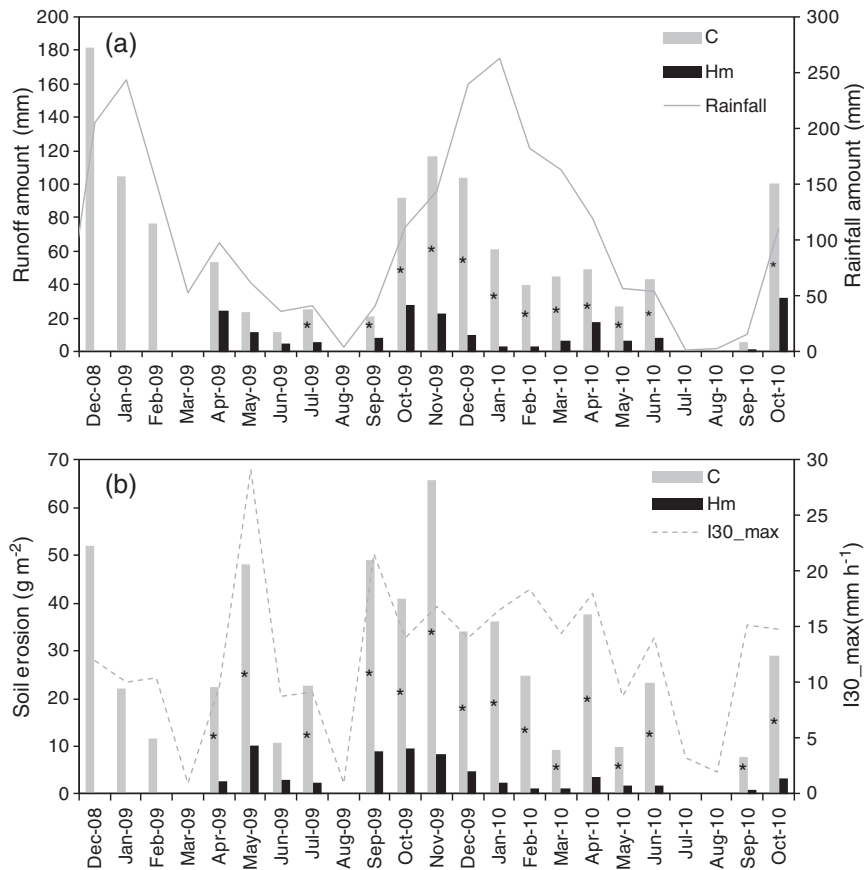 (a)
C
Hm
Rainfall
Runoff amount (mm)
200
180
160
140
120
100
80
60
40
20
0
Rainfall amount (mm)
300
250
200
150
100
50
0
* * * * * * * * * * * *
Dec-08 Jan-09 Feb-09 Mar-09 Apr-09 May-09 Jun-09 Jul-09 Aug-09 Sep-09 Oct-09 Nov-09 Dec-09 Jan-10 Feb-10 Mar-10 Apr-10 May-10 Jun-10 Jul-10 Aug-10 Sep-10 Oct-10
(b)
C
Hm
I30_max
Soil erosion (g m-2)
70
60
50
40
30
20
10
0
I30_max(mm h-1)
30
25
20
15
10
5
0
* * * * * * * * * * * * * * *
Dec-08 Jan-09 Feb-09 Mar-09 Apr-09 May-09 Jun-09 Jul-09 Aug-09 Sep-09 Oct-09 Nov-09 Dec-09 Jan-10 Feb-10 Mar-10 Apr-10 May-10 Jun-10 Jul-10 Aug-10 Sep-10 Oct-10